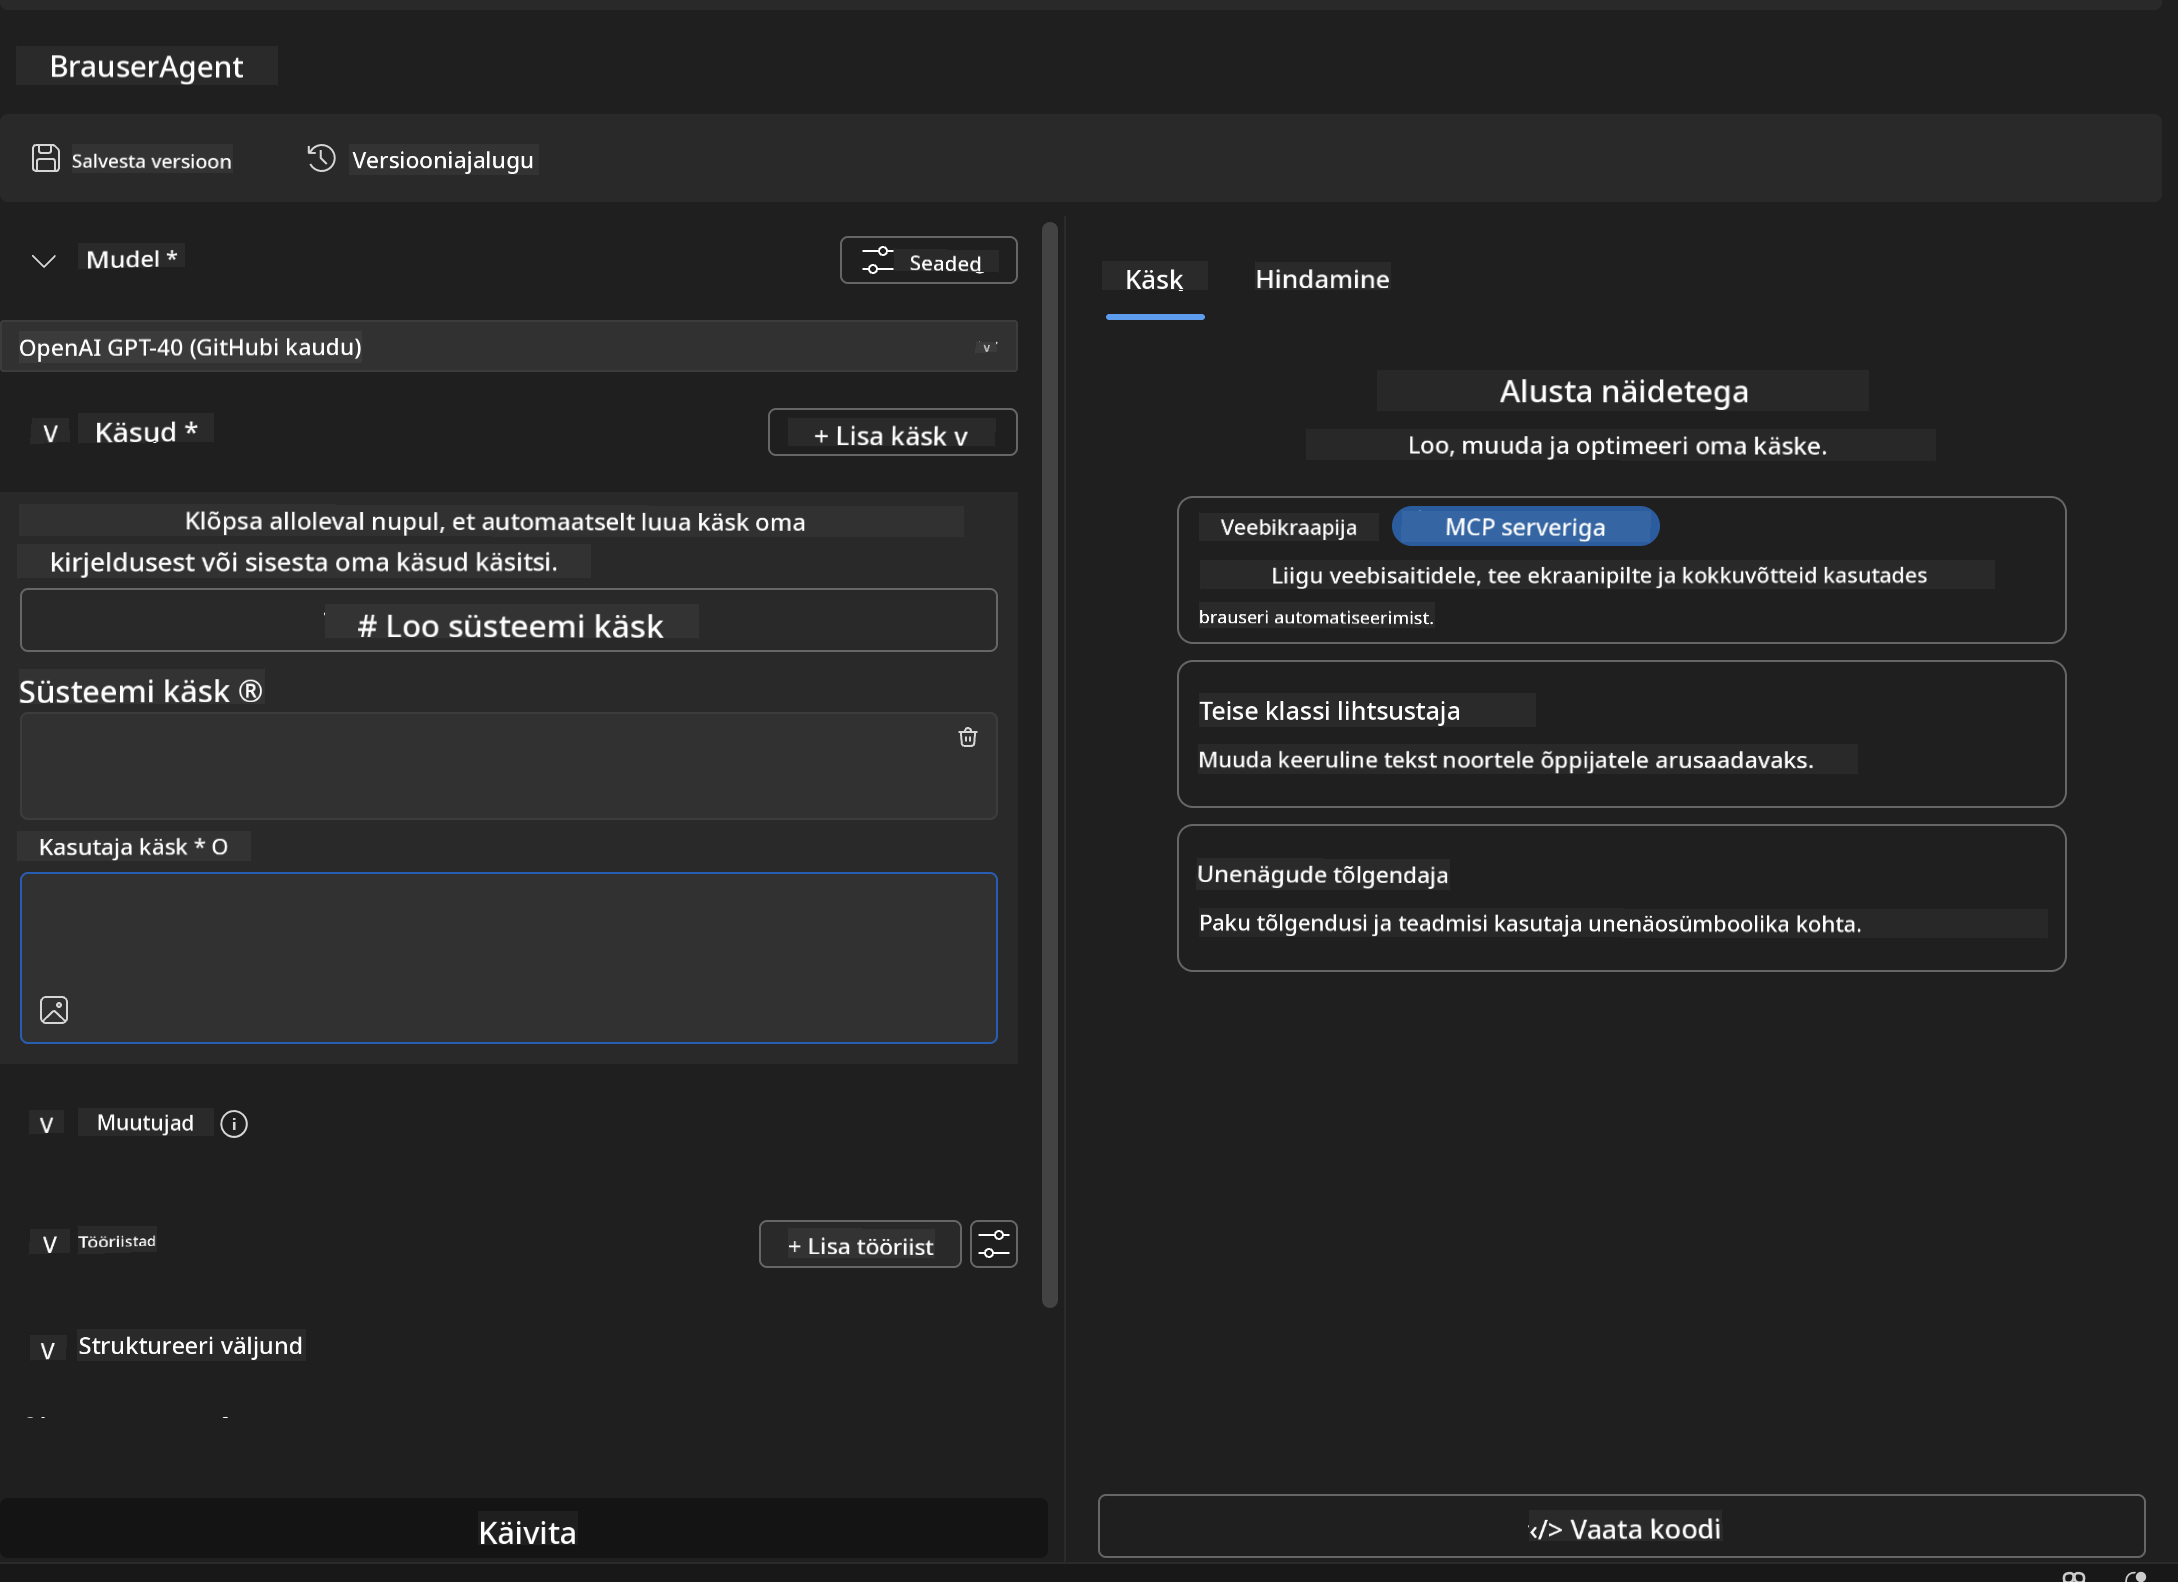 BrauserAgent
Salvesta versioon
Versiooniajalugu
v Mudel *
Seaded
OpenAI GPT-40 (GitHubi kaudu)
v
V Käsud *
+ Lisa käsk v
Klõpsa alloleval nupul, et automaatselt luua käsk oma
kirjeldusest või sisesta oma käsud käsitsi.
# Loo süsteemi käsk
Süsteemi käsk ®
Kasutaja käsk * O
V Muutujad i
V Tööriistad
+ Lisa tööriist
V Struktureeri väljund
Käivita
Käsk
Hindamine
Alusta näidetega
Loo, muuda ja optimeeri oma käske.
Veebikraapija
MCP serveriga
Liigu veebisaitidele, tee ekraanipilte ja kokkuvõtteid kasutades
brauseri automatiseerimist.
Teise klassi lihtsustaja
Muuda keeruline tekst noortele õppijatele arusaadavaks.
Unenägude tõlgendaja
Paku tõlgendusi ja teadmisi kasutaja unenäosümboolika kohta.
</> Vaata koodi